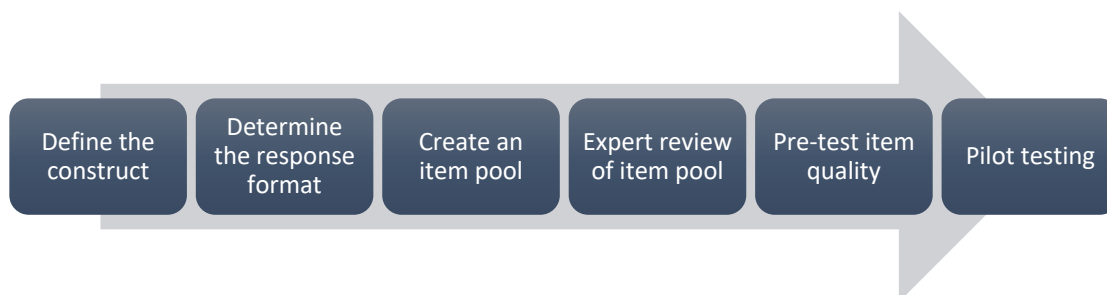 Define the
construct
Determine
the response
format
Create an
item pool
Expert review
of item pool
Pre-test item
quality
Pilot testing